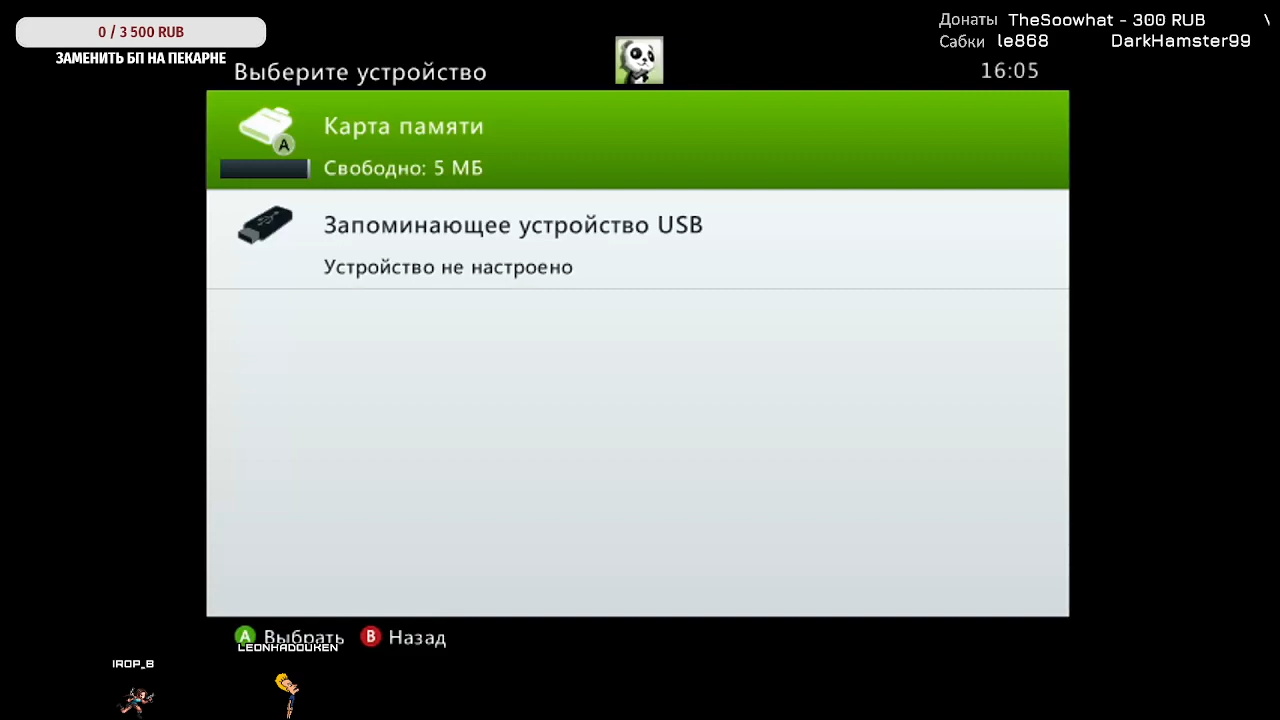 0 / 3 500 RUB
ЗАМЕНИТЬ БП НА ПЕКАРНЕ
Донаты TheSoowhat - 300 RUB
Сабки le868 DarkHamster99
Выберите устройство
16:05
Карта памяти
A
Свободно: 5 МБ
Запоминающее устройство USB
Устройство не настроено
A Выбрать B Назад
LEONHADOUKEN
IROP_B